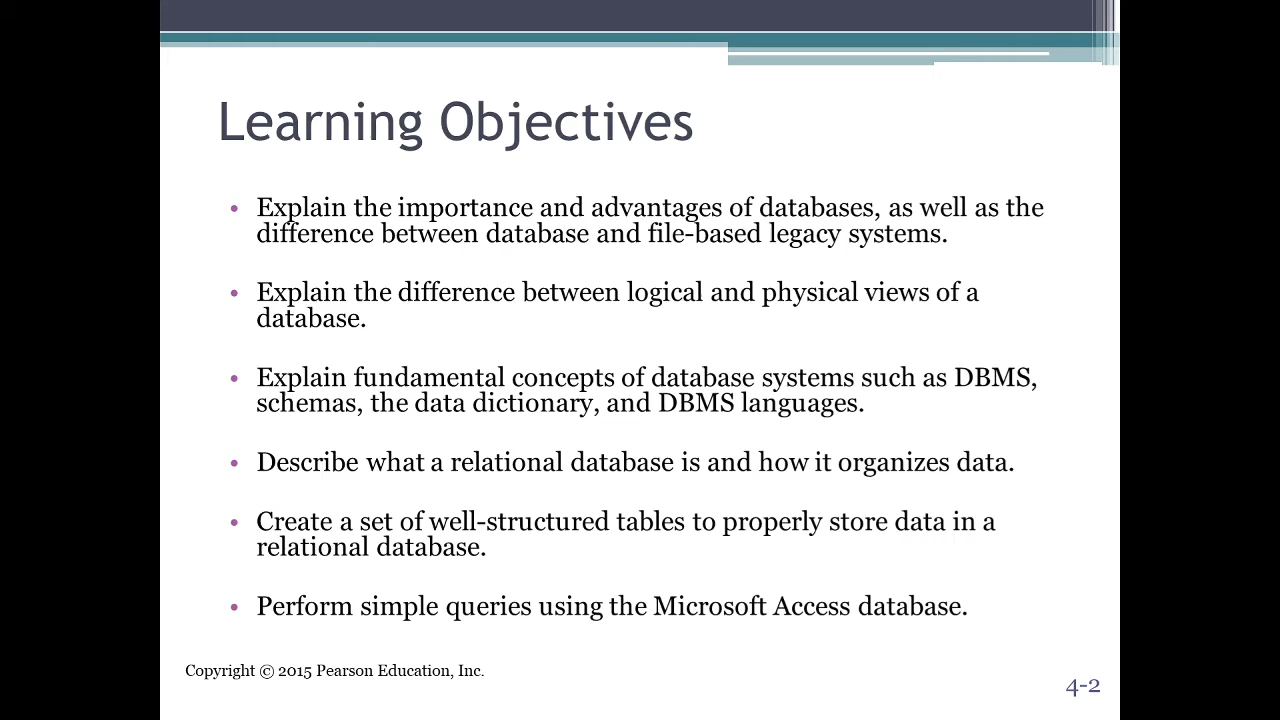 Learning Objectives
• Explain the importance and advantages of databases, as well as the
difference between database and file-based legacy systems.
• Explain the difference between logical and physical views of a
database.
• Explain fundamental concepts of database systems such as DBMS,
schemas, the data dictionary, and DBMS languages.
• Describe what a relational database is and how it organizes data.
• Create a set of well-structured tables to properly store data in a
relational database.
• Perform simple queries using the Microsoft Access database.
Copyright © 2015 Pearson Education, Inc.
4-2